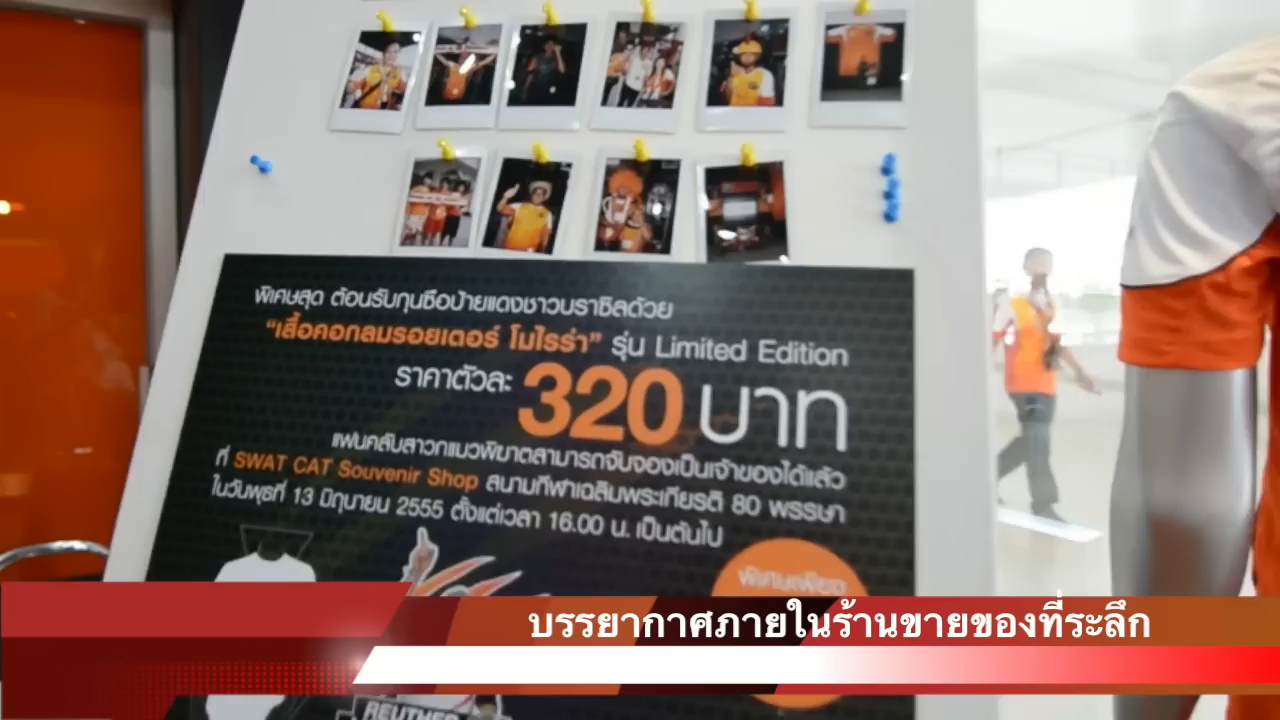 พิเศษสุด ต้อนรับกุนซือป้ายแดงชาวบราซิลด้วย
“เสื้อคอกลมรอยเตอร์ โมไรร่า” รุ่น Limited Edition
ราคาตัวละ 320 บาท
แฟนคลับสาวกแมวพิฆาตสามารถจับจองเป็นเจ้าของได้แล้ว
ที่ SWAT CAT Souvenir Shop สนามกีฬาเฉลิมพระเกียรติ 80 พรรษา
ในวันพุธที่ 13 มิถุนายน 2555 ตั้งแต่เวลา 16.00 น. เป็นต้นไป
พิเศษเพียง
บรรยากาศภายในร้านขายของที่ระลึก
REUTHER